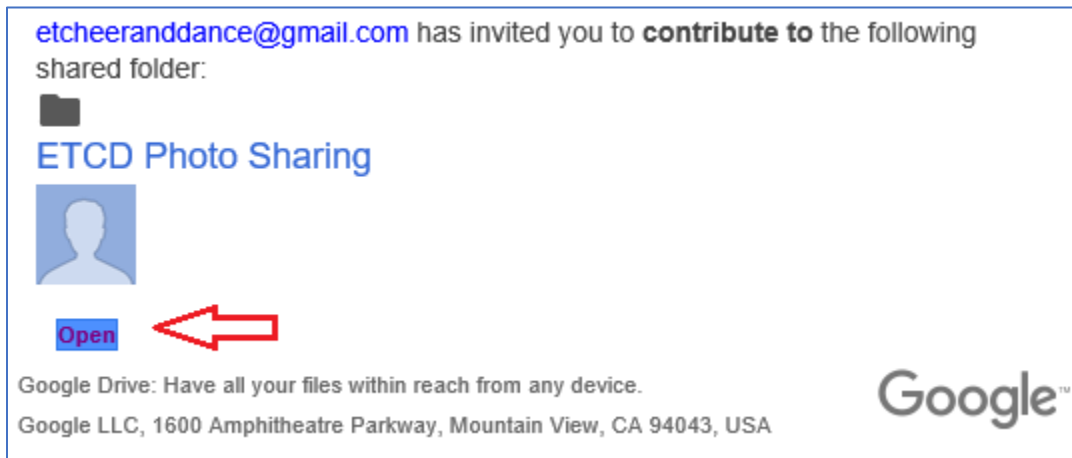 etcheeranddance@gmail.com has invited you to contribute to the following
shared folder:
ETCD Photo Sharing
Open
Google Drive: Have all your files within reach from any device.
Google LLC, 1600 Amphitheatre Parkway, Mountain View, CA 94043, USA
Google™